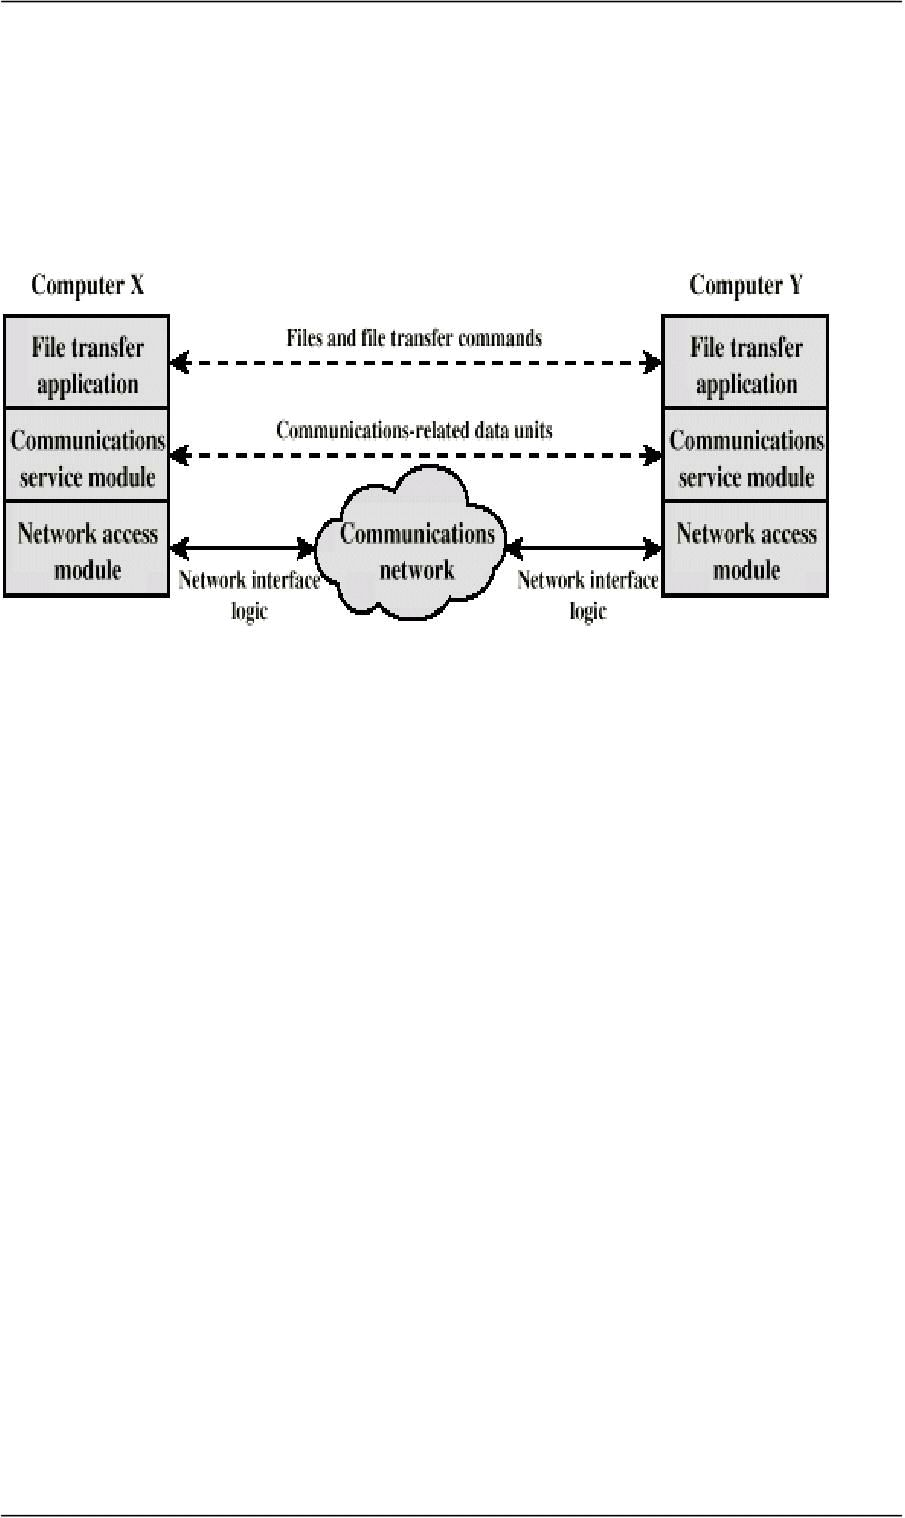 Computer X
Computer Y
File transfer
application
Files and file transfer commands
File transfer
application
Communications
service module
Communications-related data units
Communications
service module
Network access
module
Network interface
logic
Communications
network
Network interface
logic
Network access
module